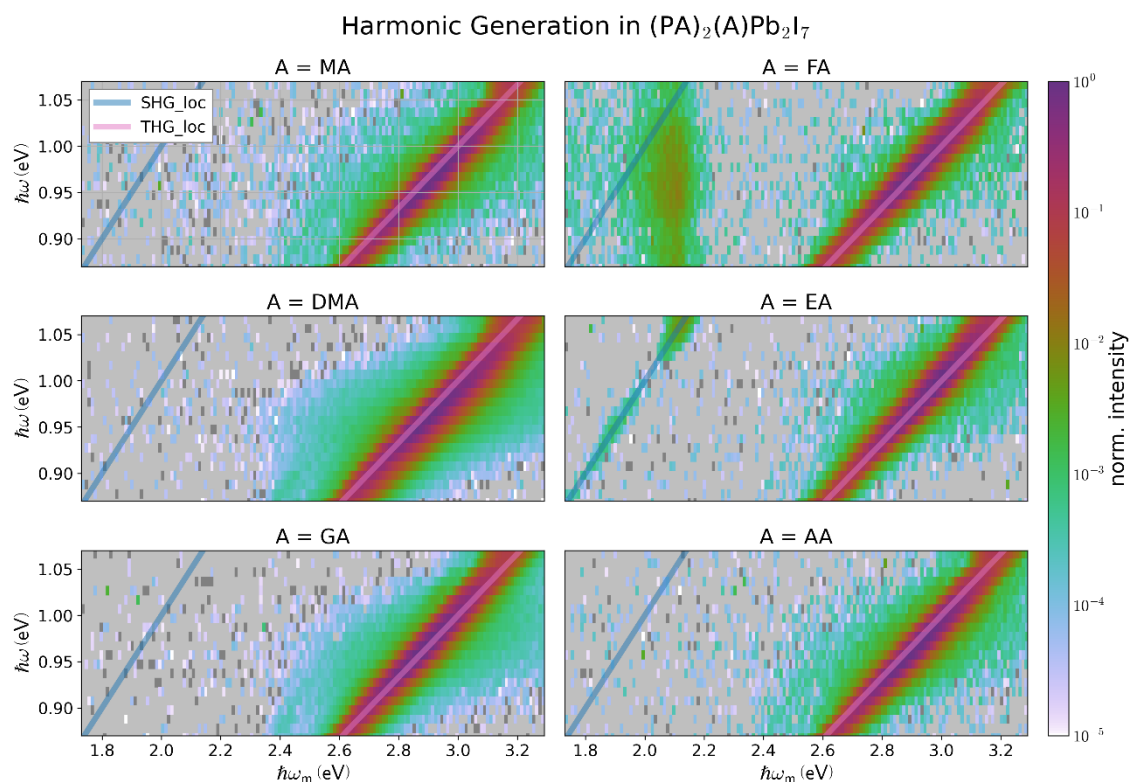 Harmonic Generation in (PA)₂(A)Pb₂I₇
A = MA
A = FA
SHG_loc
THG_loc
ℏω (eV)
1.05
1.00
0.95
0.90
A = DMA
A = EA
ℏω (eV)
1.05
1.00
0.95
0.90
A = GA
A = AA
ℏω (eV)
1.05
1.00
0.95
0.90
1.8 2.0 2.2 2.4 2.6 2.8 3.0 3.2
1.8 2.0 2.2 2.4 2.6 2.8 3.0 3.2
ℏωₘ (eV)
ℏωₘ (eV)
10⁰
10⁻¹
10⁻²
10⁻³
10⁻⁴
10⁻⁵
norm. intensity